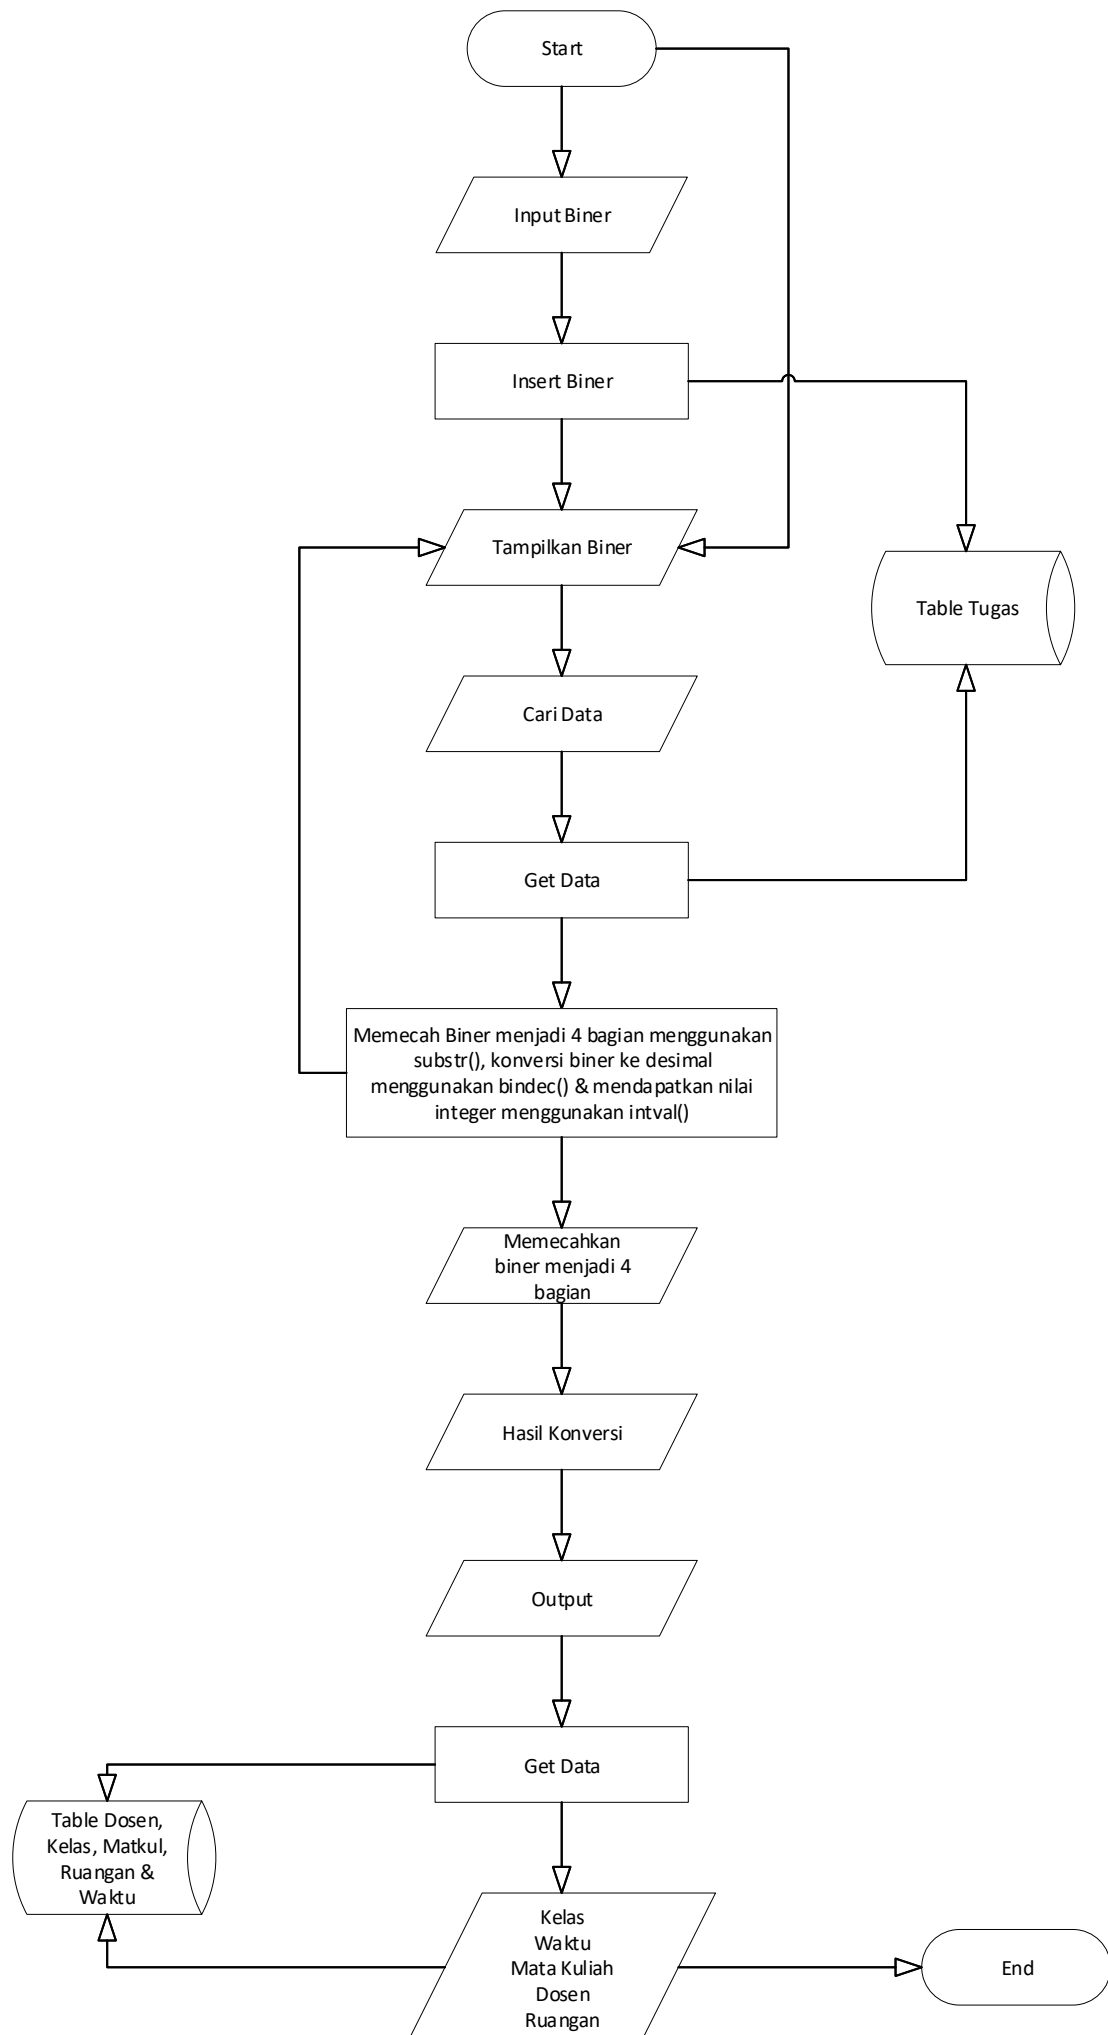 Start
Input Biner
Insert Biner
Tampilkan Biner
Table Tugas
Cari Data
Get Data
Memecah Biner menjadi 4 bagian menggunakan
substr(), konversi biner ke desimal
menggunakan bindec() & mendapatkan nilai
integer menggunakan intval()
Memecahkan
biner menjadi 4
bagian
Hasil Konversi
Output
Get Data
Table Dosen,
Kelas, Matkul,
Ruangan &
Waktu
Kelas
Waktu
Mata Kuliah
Dosen
Ruangan
End